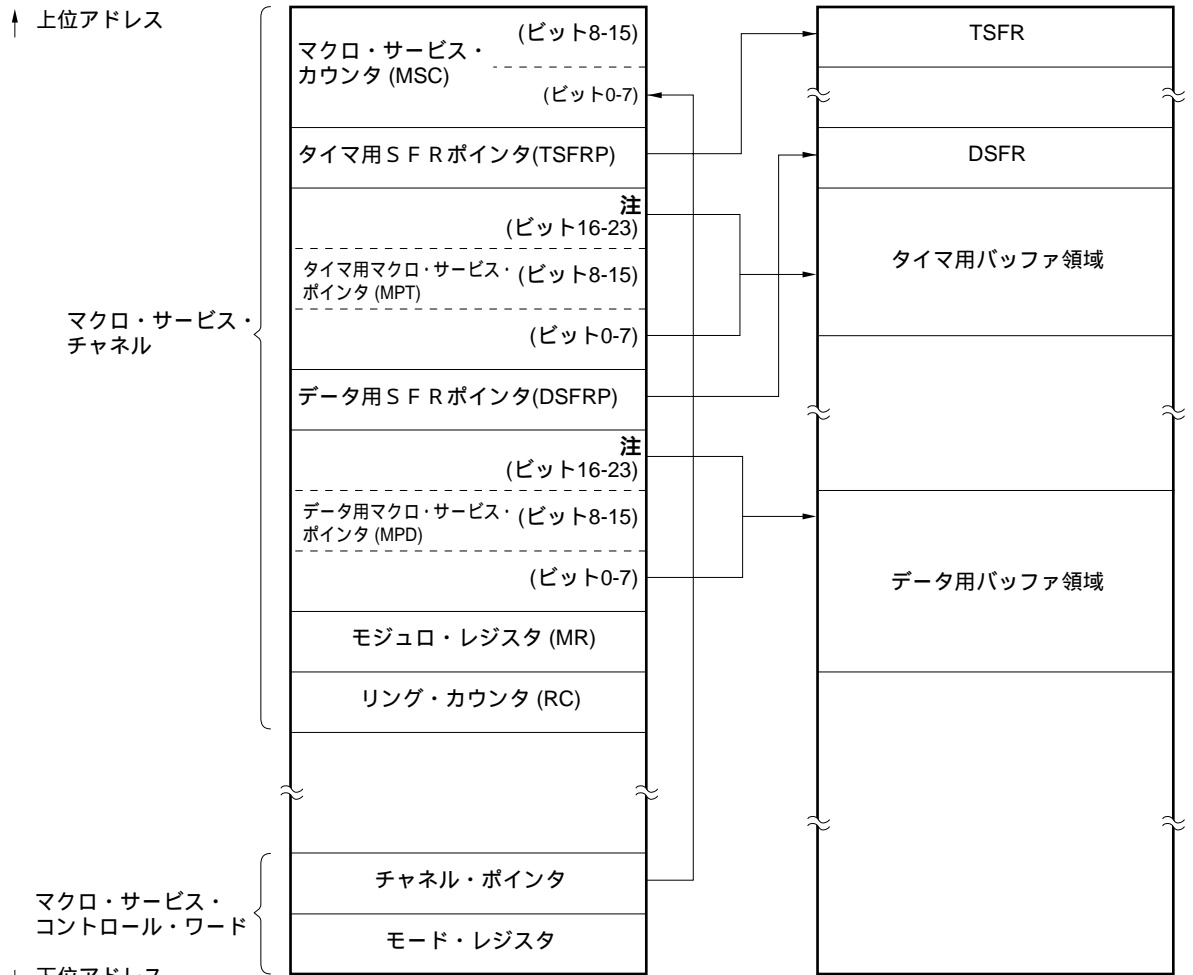 上位アドレス
マクロ・サービス・
カウンタ (MSC)
(ビット8-15)
(ビット0-7)
タイマ用ＳＦＲポインタ(TSFRP)
注
(ビット16-23)
タイマ用マクロ・サービス・
ポインタ (MPT)
(ビット8-15)
(ビット0-7)
データ用ＳＦＲポインタ(DSFRP)
注
(ビット16-23)
データ用マクロ・サービス・
ポインタ (MPD)
(ビット8-15)
(ビット0-7)
モジュロ・レジスタ (MR)
リング・カウンタ (RC)
チャネル・ポインタ
モード・レジスタ
マクロ・サービス・
チャネル
マクロ・サービス・
コントロール・ワード
下位アドレス
TSFR
DSFR
タイマ用バッファ領域
データ用バッファ領域